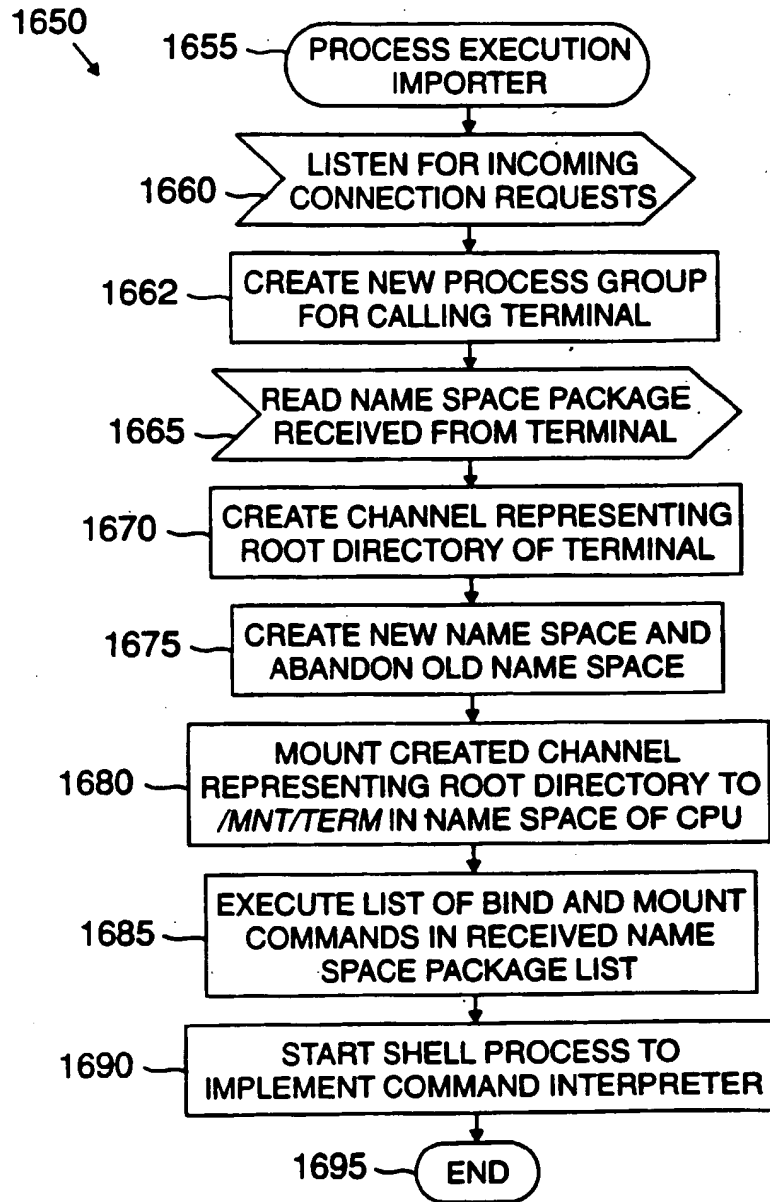 1650
1655
PROCESS EXECUTION
IMPORTER
LISTEN FOR INCOMING
CONNECTION REQUESTS
1660
1662
CREATE NEW PROCESS GROUP
FOR CALLING TERMINAL
READ NAME SPACE PACKAGE
RECEIVED FROM TERMINAL
1665
1670
CREATE CHANNEL REPRESENTING
ROOT DIRECTORY OF TERMINAL
1675
CREATE NEW NAME SPACE AND
ABANDON OLD NAME SPACE
1680
MOUNT CREATED CHANNEL
REPRESENTING ROOT DIRECTORY TO
/MNT/TERM IN NAME SPACE OF CPU
1685
EXECUTE LIST OF BIND AND MOUNT
COMMANDS IN RECEIVED NAME
SPACE PACKAGE LIST
1690
START SHELL PROCESS TO
IMPLEMENT COMMAND INTERPRETER
1695
END